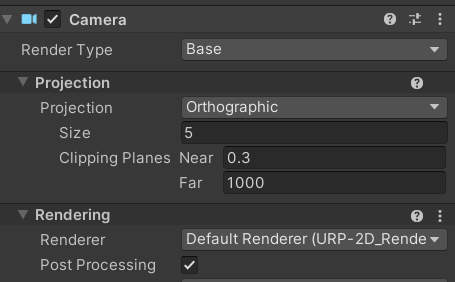 Camera
Render Type Base
Projection
Projection Orthographic
Size 5
Clipping Planes Near 0.3
Far 1000
Rendering
Renderer Default Renderer (URP-2D_Rende
Post Processing